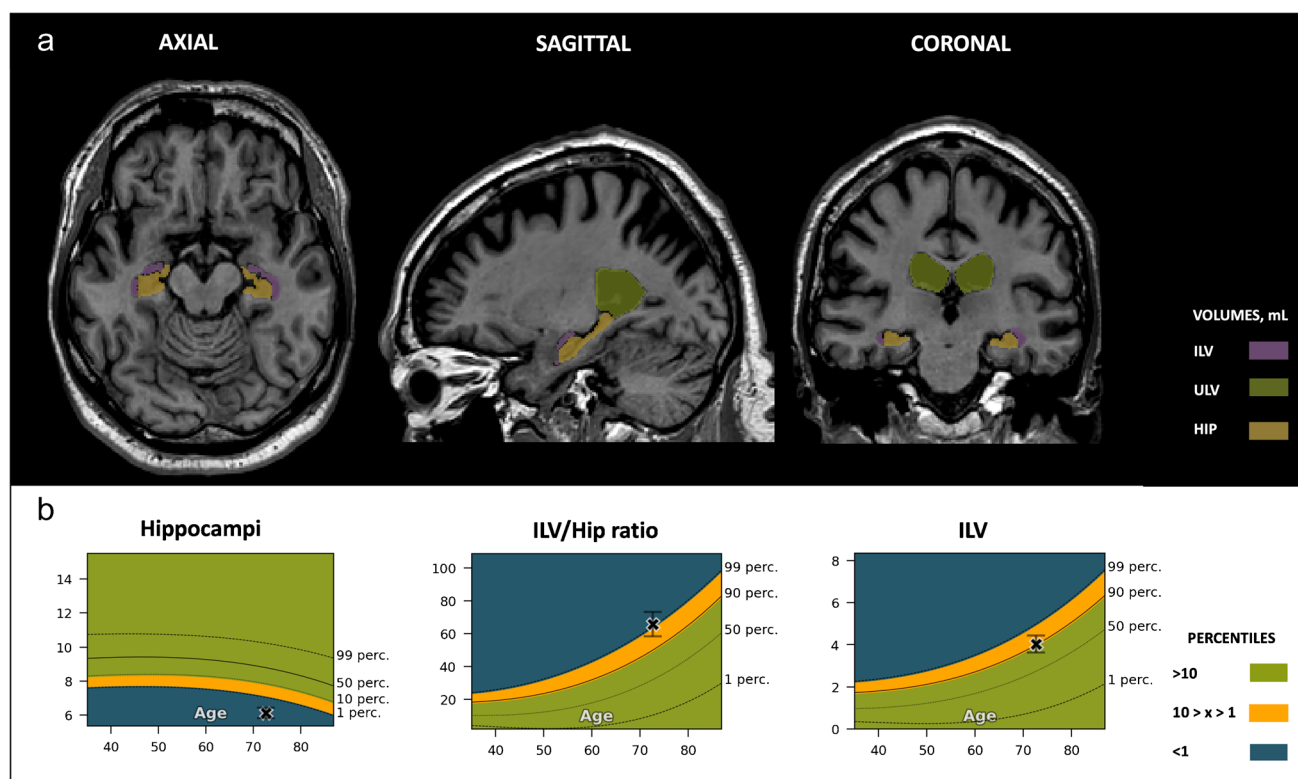 a
AXIAL
SAGITTAL
CORONAL
VOLUMES, mL
ILV
ULV
HIP
b
Hippocampi
14
12
10
8
6
99 perc.
50 perc.
10 perc.
1 perc.
Age
40 50 60 70 80
ILV/Hip ratio
100
80
60
40
20
99 perc.
90 perc.
50 perc.
1 perc.
Age
40 50 60 70 80
ILV
8
6
4
2
0
99 perc.
90 perc.
50 perc.
1 perc.
Age
40 50 60 70 80
PERCENTILES
>10
10 > x > 1
<1